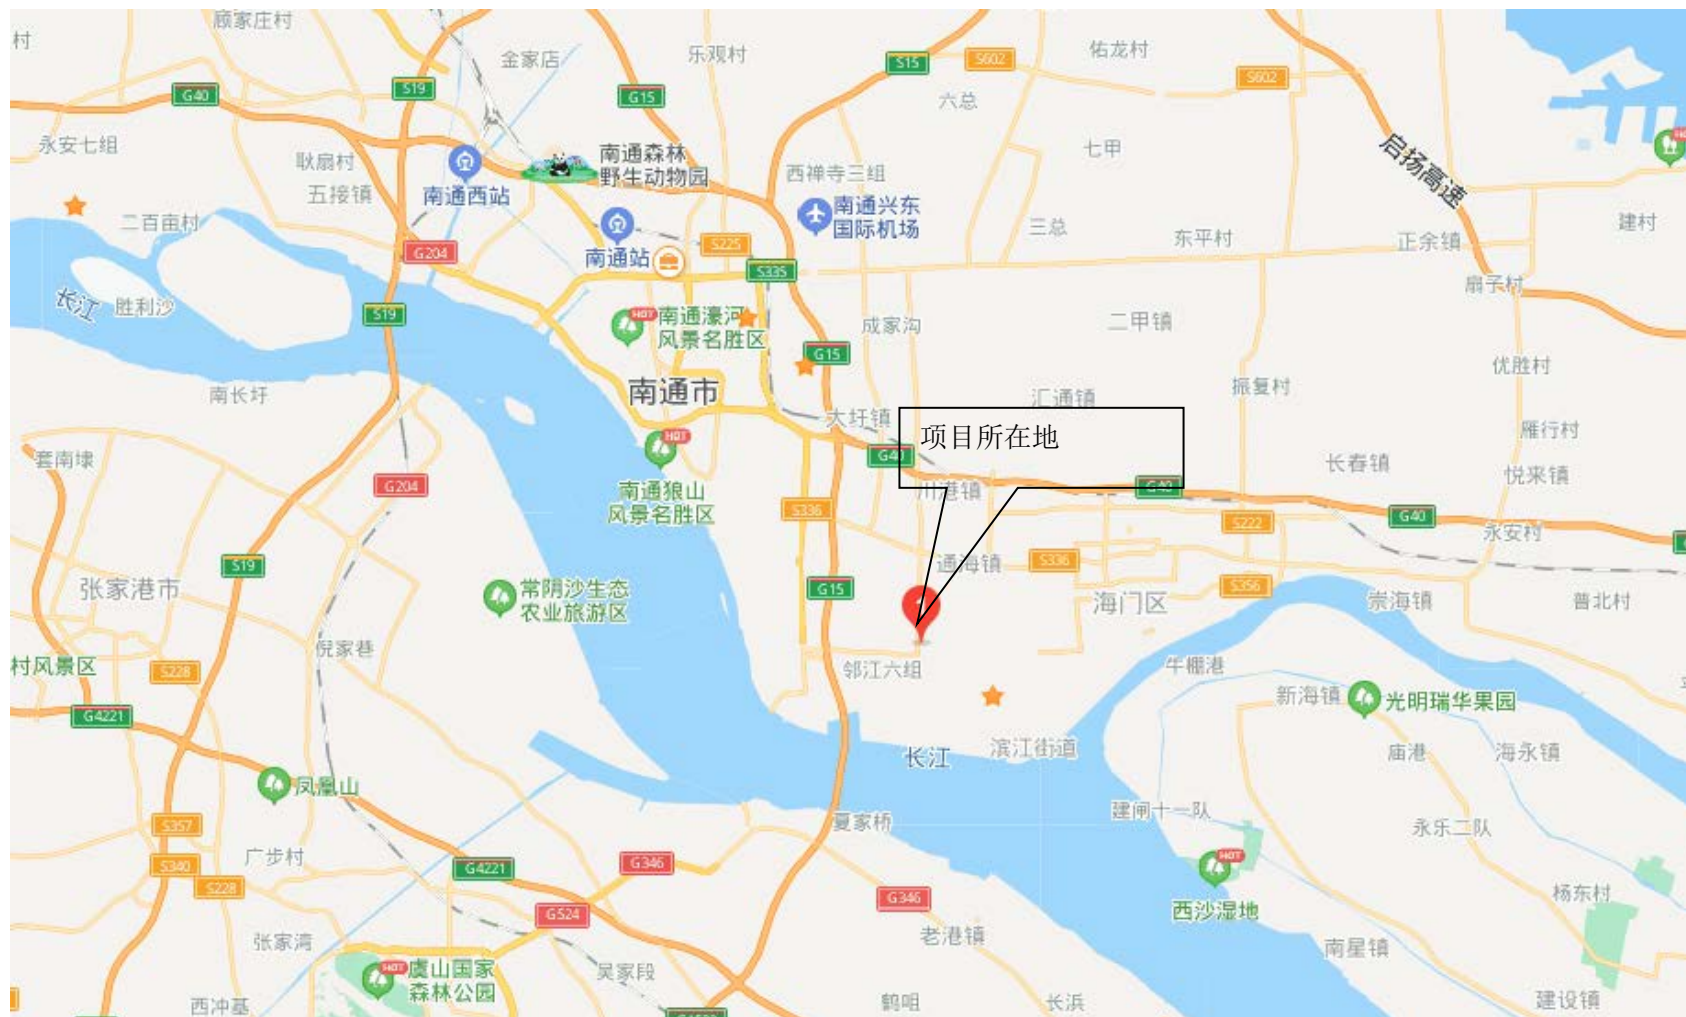 顾家庄村
村
金家店
乐观村
佑龙村
S15
S602
S602
S19
G40
G15
六总
永安七组
耿扇村
南通森林
野生动物园
七甲
启扬高速
西禅寺三组
五接镇
南通西站
南通兴东
国际机场
二百亩村
三总
东平村
正余镇
建村
G204
S225
南通站
S335
扇子村
长江
胜利沙
S19
HOT
南通濠河
风景名胜区
成家沟
二甲镇
G15
优胜村
南长圩
南通市
汇通镇
振复村
大圩镇
项目所在地
雁行村
HOT
套南埭
G40
长春镇
悦来镇
G204
南通狼山
风景名胜区
川港镇
G40
S336
S222
G40
永安村
S19
通海镇
S336
张家港市
常阴沙生态
农业旅游区
G15
S356
海门区
崇海镇
普北村
倪家巷
村风景区
S228
邻江六组
牛棚港
新海镇
光明瑞华果园
G4221
长江
滨江街道
庙港
海永镇
凤凰山
建闸十一队
S357
夏家桥
永乐二队
广步村
S340
S228
G4221
G346
HOT
G346
西沙湿地
杨东村
G524
张家湾
老港镇
南星镇
HOT
虞山国家
森林公园
吴家段
西冲基
鹤咀
长浜
建设镇